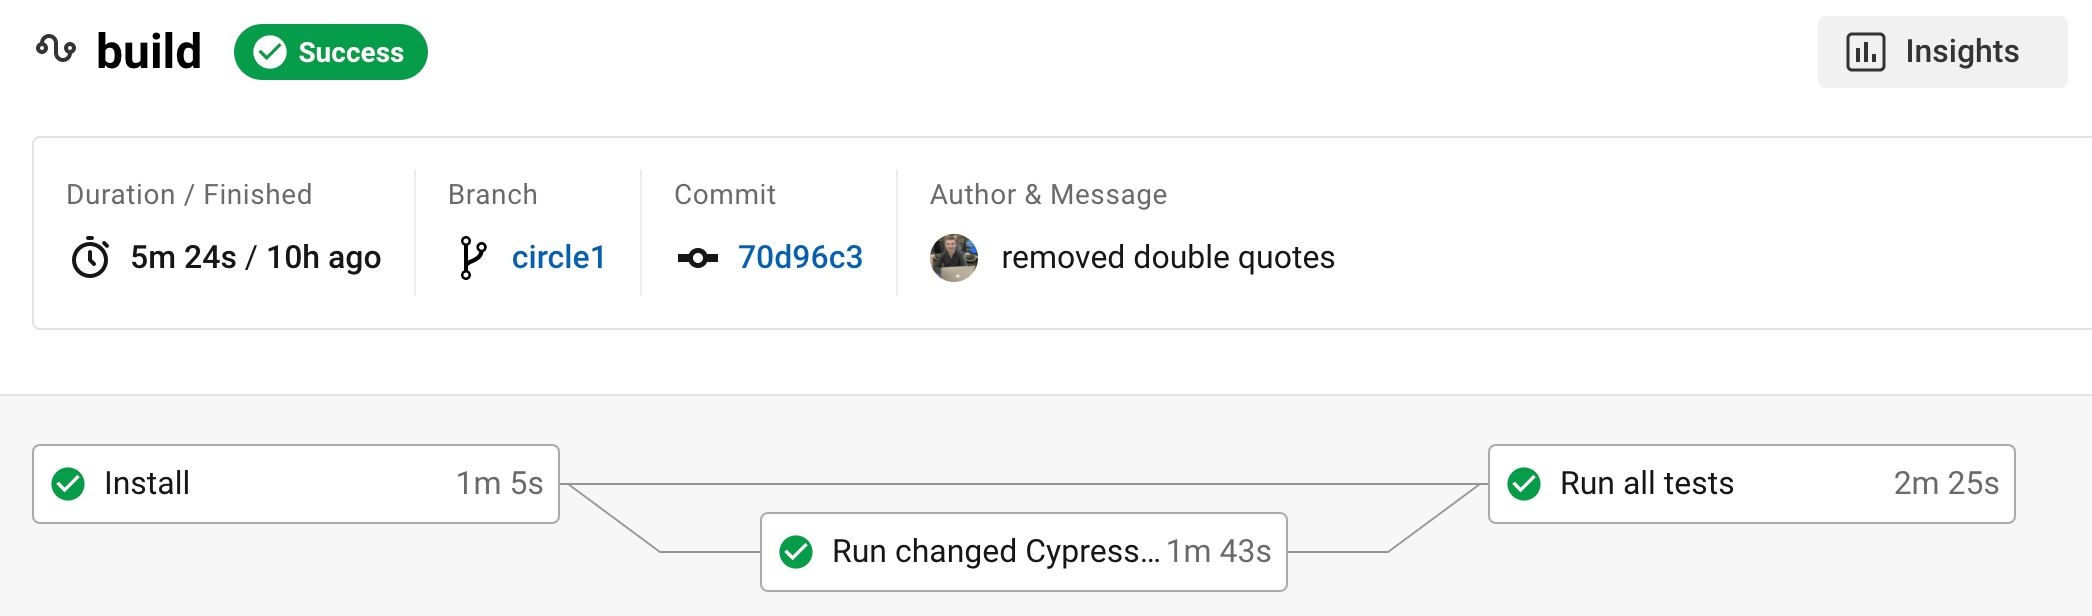 build Success Insights
Duration / Finished Branch Commit Author & Message
5m 24s / 10h ago circle1 70d96c3 removed double quotes
Install 1m 5s Run all tests 2m 25s
Run changed Cypress... 1m 43s